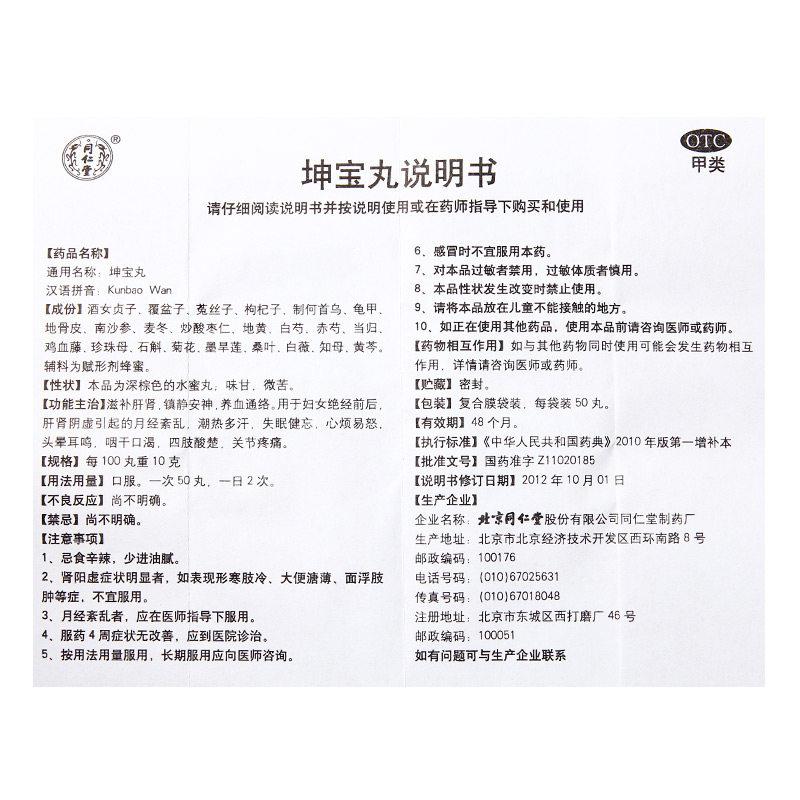 同仁堂
®
OTC
甲类
坤宝丸说明书
请仔细阅读说明书并按说明使用或在药师指导下购买和使用
【药品名称】
通用名称：坤宝丸
汉语拼音：Kunbao Wan
【成份】酒女贞子、覆盆子、菟丝子、枸杞子、制何首乌、龟甲、
地骨皮、南沙参、麦冬、炒酸枣仁、地黄、白芍、赤芍、当归、
鸡血藤、珍珠母、石斛、菊花、墨旱莲、桑叶、白薇、知母、黄芩。
辅料为赋形剂蜂蜜。
【性状】本品为深棕色的水蜜丸；味甘、微苦。
【功能主治】滋补肝肾，镇静安神，养血通络。用于妇女绝经前后，
肝肾阴虚引起的月经紊乱，潮热多汗，失眠健忘，心烦易怒，
头晕耳鸣，咽干口渴，四肢酸楚，关节疼痛。
【规格】每100丸重10克
【用法用量】口服。一次50丸，一日2次。
【不良反应】尚不明确。
【禁忌】尚不明确。
【注意事项】
1、忌食辛辣，少进油腻。
2、肾阳虚症状明显者，如表现形寒肢冷、大便溏薄、面浮肢
肿等症，不宜服用。
3、月经紊乱者，应在医师指导下服用。
4、服药4周症状无改善，应到医院诊治。
5、按用法用量服用，长期服用应向医师咨询。
6、感冒时不宜服用本药。
7、对本品过敏者禁用，过敏体质者慎用。
8、本品性状发生改变时禁止使用。
9、请将本品放在儿童不能接触的地方。
10、如正在使用其他药品，使用本品前请咨询医师或药师。
【药物相互作用】如与其他药物同时使用可能会发生药物相互
作用，详情请咨询医师或药师。
【贮藏】密封。
【包装】复合膜袋装，每袋装50丸。
【有效期】48个月。
【执行标准】《中华人民共和国药典》2010年版第一增补本
【批准文号】国药准字Z11020185
【说明书修订日期】2012年10月01日
【生产企业】
企业名称：北京同仁堂股份有限公司同仁堂制药厂
生产地址：北京市北京经济技术开发区西环南路8号
邮政编码：100176
电话号码：(010)67025631
传真号码：(010)67018048
注册地址：北京市东城区西打磨厂46号
邮政编码：100051
如有问题可与生产企业联系